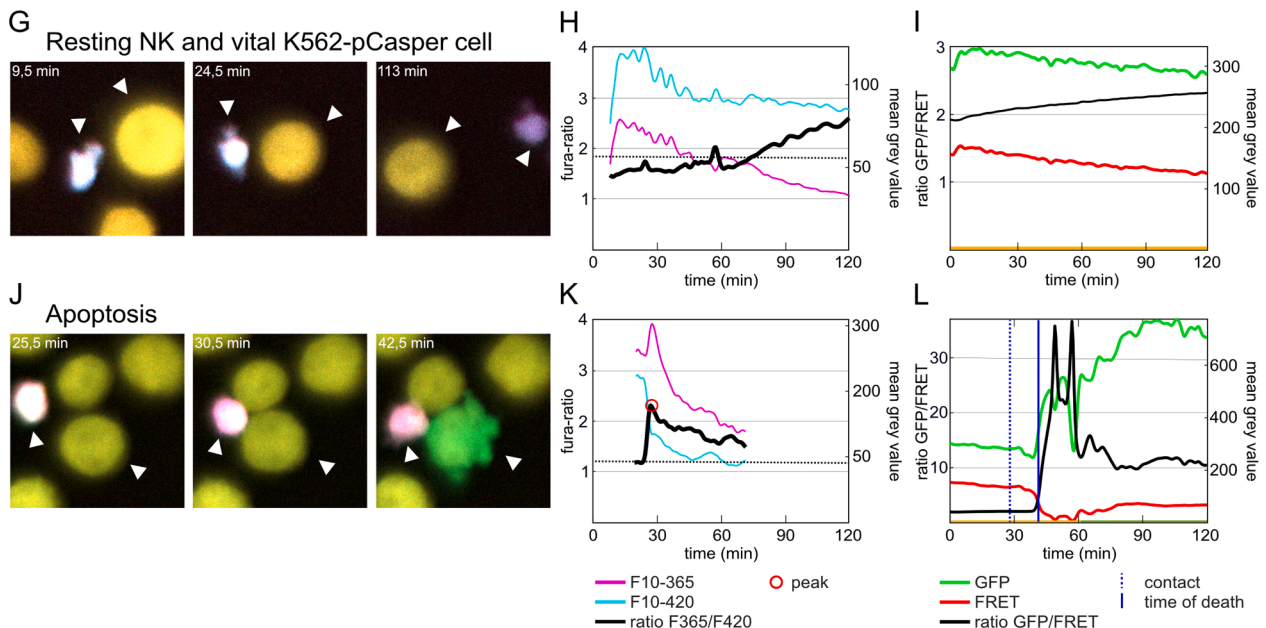 G
Resting NK and vital K562-pCasper cell
9,5 min
24,5 min
113 min
H
4
3
2
1
fura-ratio
100
50
mean grey value
0 30 60 90 120
time (min)
I
3
2
1
ratio GFP/FRET
300
200
100
mean grey value
0 30 60 90 120
time (min)
J
Apoptosis
25,5 min
30,5 min
42,5 min
K
4
3
2
1
fura-ratio
300
200
50
mean grey value
0 30 60 90 120
time (min)
F10-365
F10-420
ratio F365/F420
peak
L
30
20
10
ratio GFP/FRET
600
400
200
mean grey value
0 30 60 90 120
time (min)
GFP
FRET
ratio GFP/FRET
contact
time of death